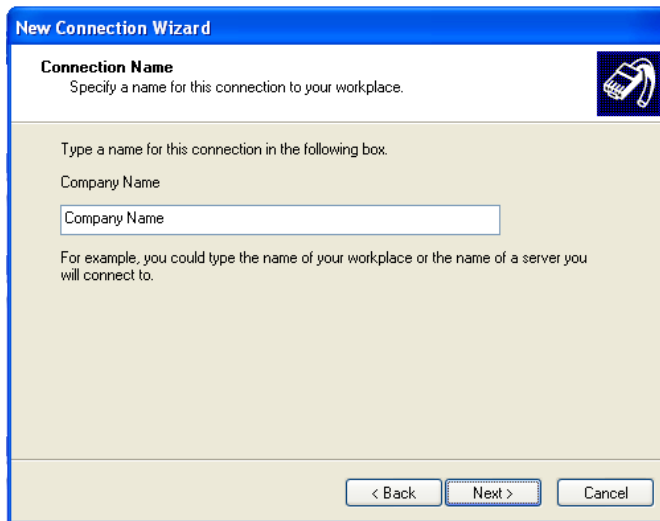 New Connection Wizard
Connection Name
Specify a name for this connection to your workplace.
Type a name for this connection in the following box.
Company Name
Company Name
For example, you could type the name of your workplace or the name of a server you
will connect to.
< Back
Next >
Cancel